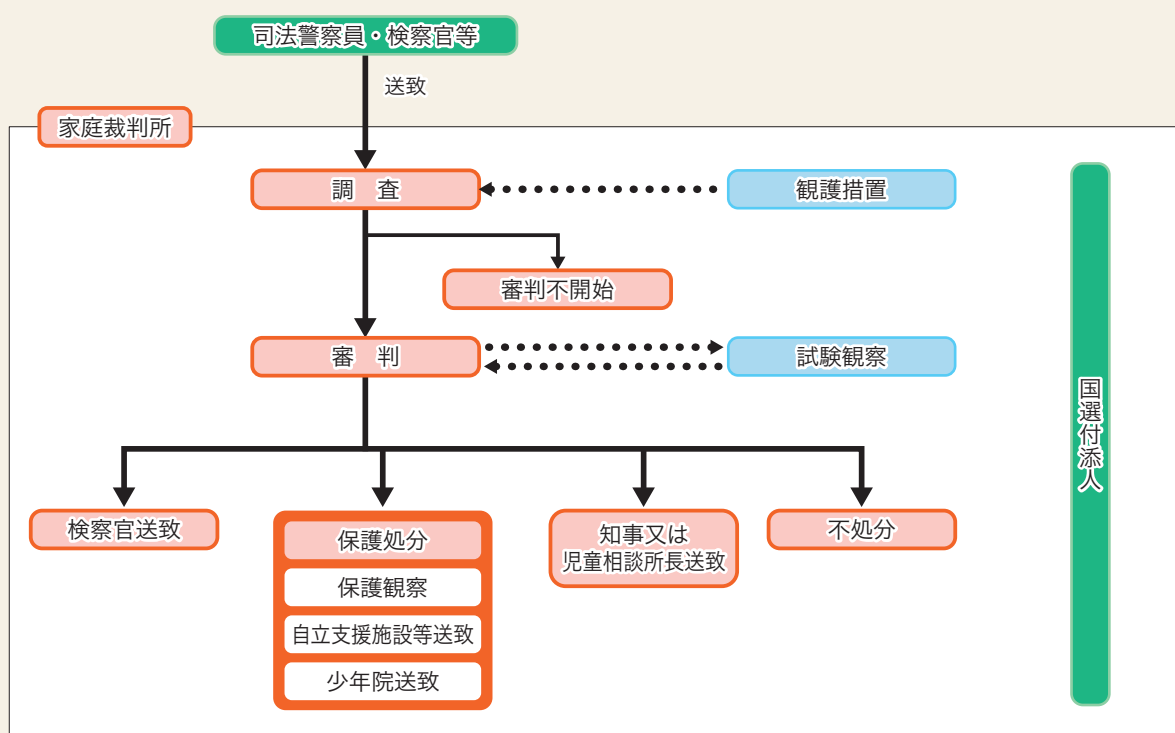 司法警察員・検察官等
送致
家庭裁判所
調　査
観護措置
審判不開始
審　判
試験観察
国選付添人
検察官送致
保護処分
保護観察
自立支援施設等送致
少年院送致
知事又は
児童相談所長送致
不処分